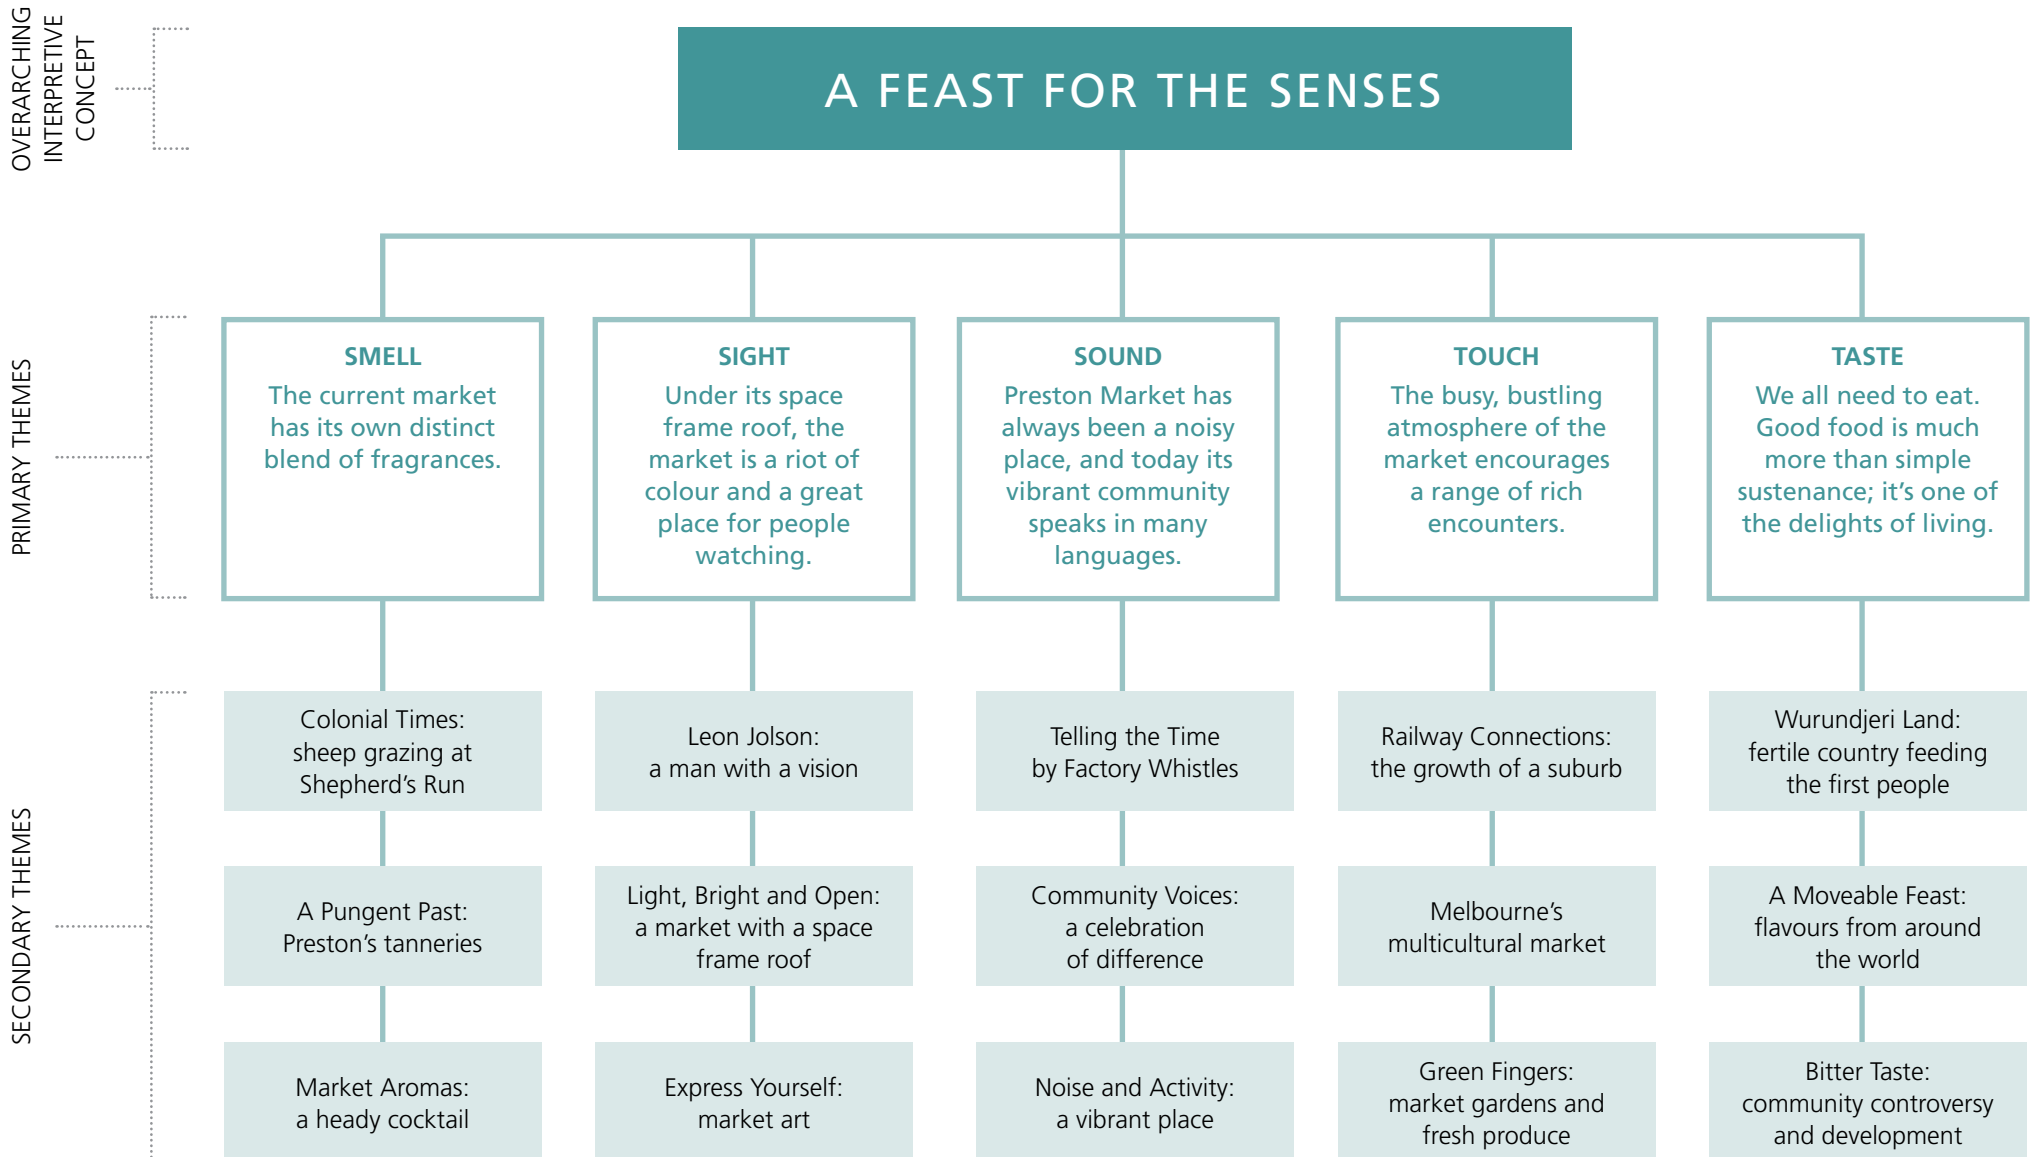 OVERARCHING
INTERPRETIVE
CONCEPT
A FEAST FOR THE SENSES
PRIMARY THEMES
SMELL
The current market
has its own distinct
blend of fragrances.
SIGHT
Under its space
frame roof, the
market is a riot of
colour and a great
place for people
watching.
SOUND
Preston Market has
always been a noisy
place, and today its
vibrant community
speaks in many
languages.
TOUCH
The busy, bustling
atmosphere of the
market encourages
a range of rich
encounters.
TASTE
We all need to eat.
Good food is much
more than simple
sustenance; it’s one of
the delights of living.
SECONDARY THEMES
Colonial Times:
sheep grazing at
Shepherd’s Run
Leon Jolson:
a man with a vision
Telling the Time
by Factory Whistles
Railway Connections:
the growth of a suburb
Wurundjeri Land:
fertile country feeding
the first people
A Pungent Past:
Preston’s tanneries
Light, Bright and Open:
a market with a space
frame roof
Community Voices:
a celebration
of difference
Melbourne’s
multicultural market
A Moveable Feast:
flavours from around
the world
Market Aromas:
a heady cocktail
Express Yourself:
market art
Noise and Activity:
a vibrant place
Green Fingers:
market gardens and
fresh produce
Bitter Taste:
community controversy
and development